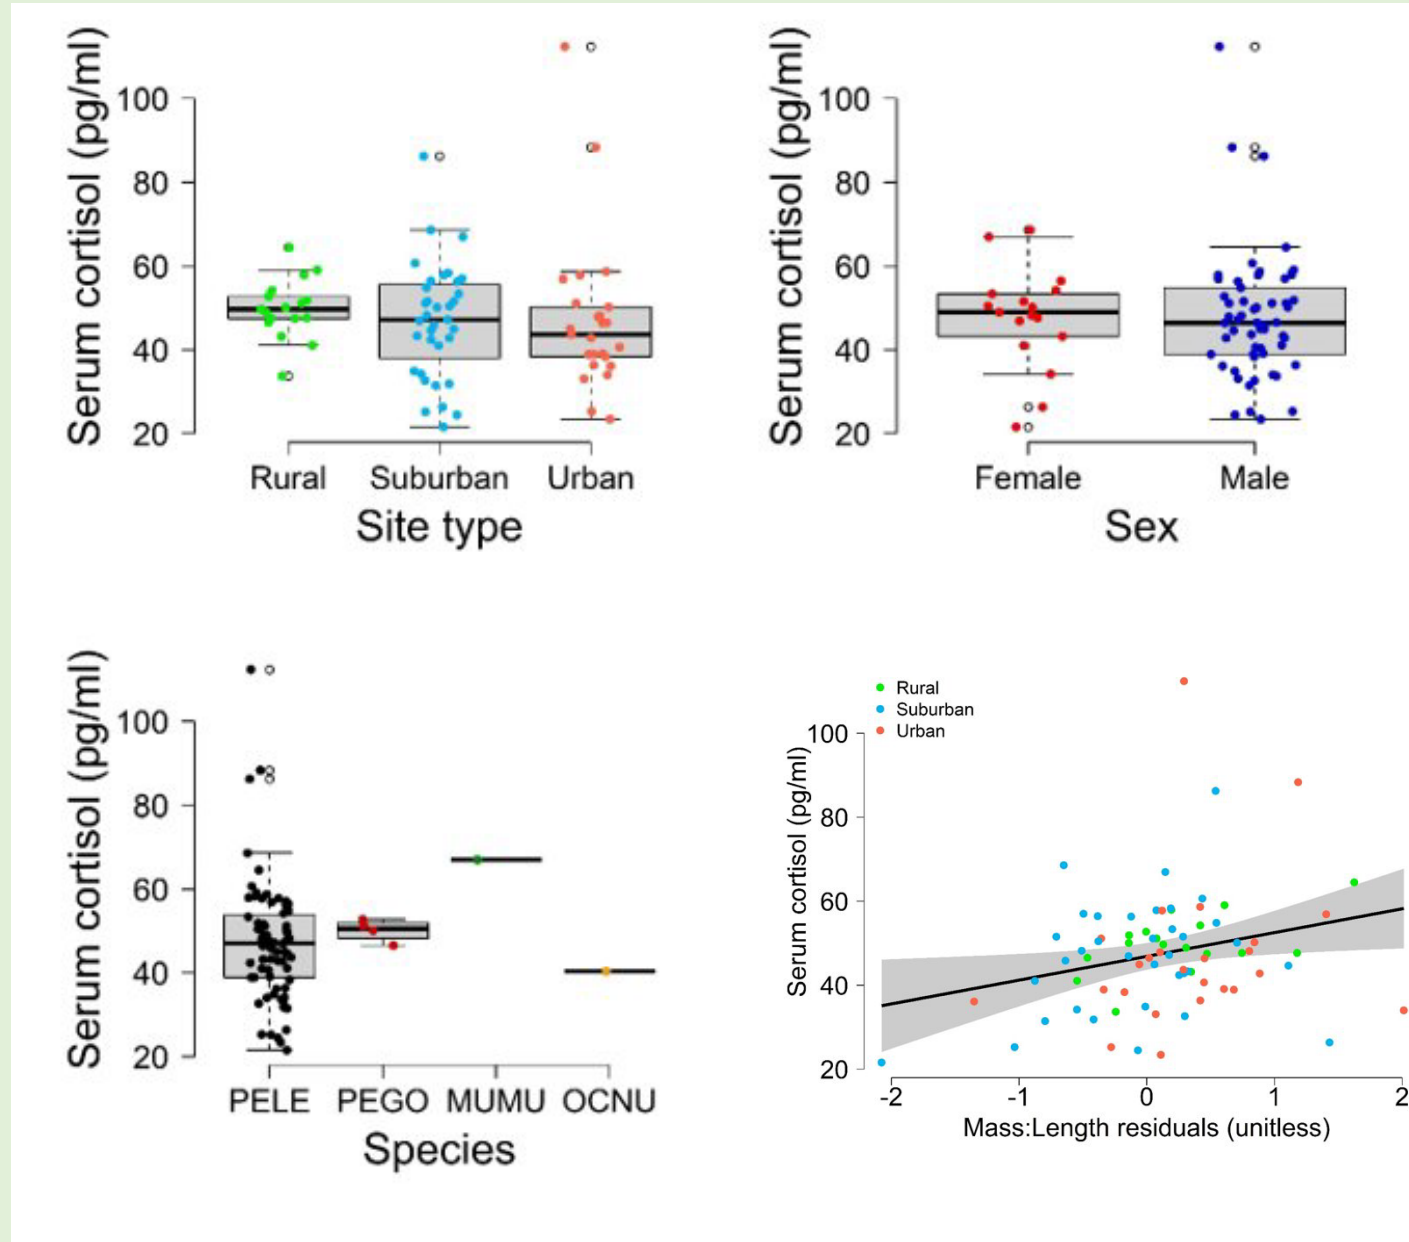 Serum cortisol (pg/ml)
100
80
60
40
20
Rural Suburban Urban
Site type
Serum cortisol (pg/ml)
100
80
60
40
20
Female Male
Sex
Serum cortisol (pg/ml)
100
80
60
40
20
PELE PEGO MUMU OCNU
Species
Rural
Suburban
Urban
Serum cortisol (pg/ml)
100
80
60
40
20
-2 -1 0 1 2
Mass:Length residuals (unitless)